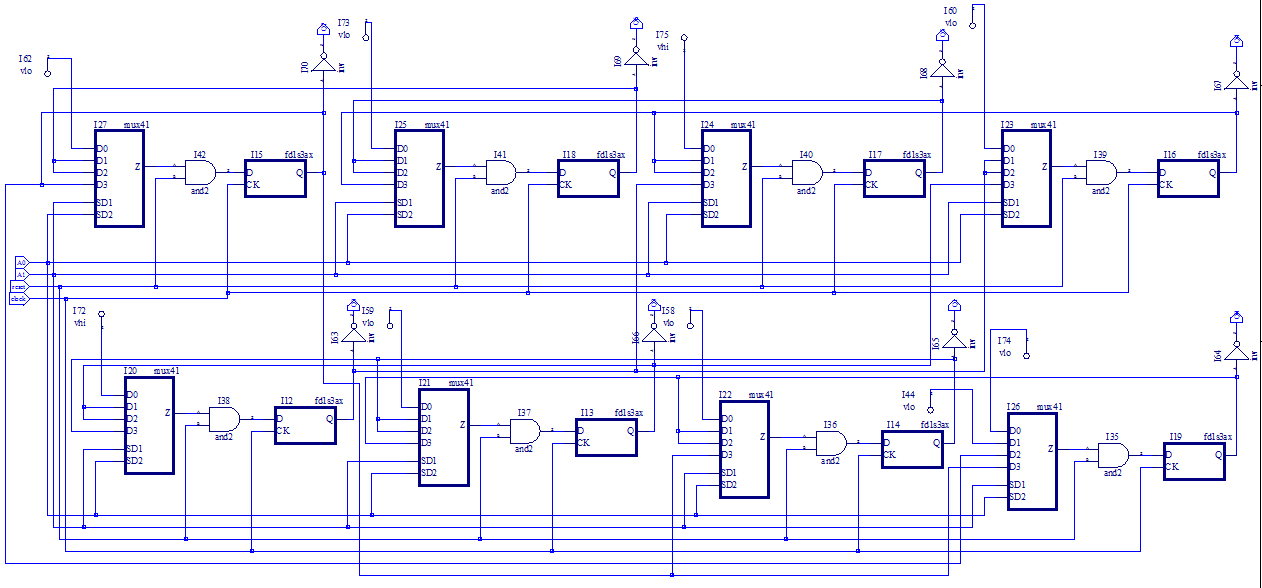 I60
vlo
I73
vlo
I75
vhi
I62
vlo
I70
inv
I69
inv
I68
inv
I67
inv
I27 mux41
I25 mux41
I24 mux41
I23 mux41
D0
D1
D2
D3
SD1
SD2
Z
I42
and2
I15 fd1s3ax
D
CK
Q
D0
D1
D2
D3
SD1
SD2
Z
I41
and2
I18 fd1s3ax
D
CK
Q
D0
D1
D2
D3
SD1
SD2
Z
I40
and2
I17 fd1s3ax
D
CK
Q
D0
D1
D2
D3
SD1
SD2
Z
I39
and2
I16 fd1s3ax
D
CK
Q
A0
A1
reset
clock
I72
vhi
I63
inv
I59
vlo
I66
inv
I58
vlo
I65
inv
I74
vlo
I64
inv
I20 mux41
D0
D1
D2
D3
SD1
SD2
Z
I38
and2
I12 fd1s3ax
D
CK
Q
I21 mux41
D0
D1
D2
D3
SD1
SD2
Z
I37
and2
I13 fd1s3ax
D
CK
Q
I22 mux41
D0
D1
D2
D3
SD1
SD2
Z
I36
and2
I44
vlo
I14 fd1s3ax
D
CK
Q
I26 mux41
D0
D1
D2
D3
SD1
SD2
Z
I35
and2
I19 fd1s3ax
D
CK
Q